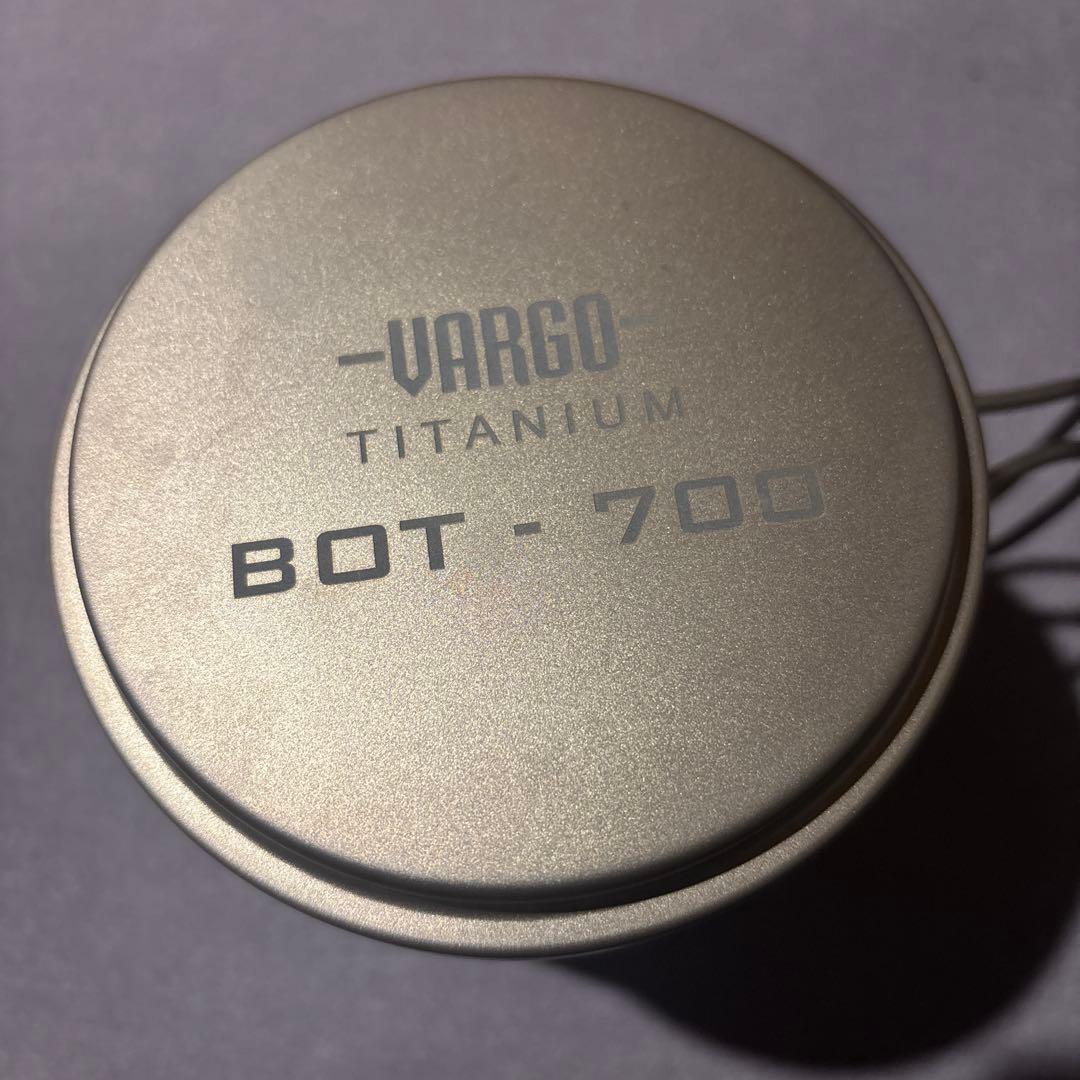 -VARGO-
TITANIUM
BOT - 700